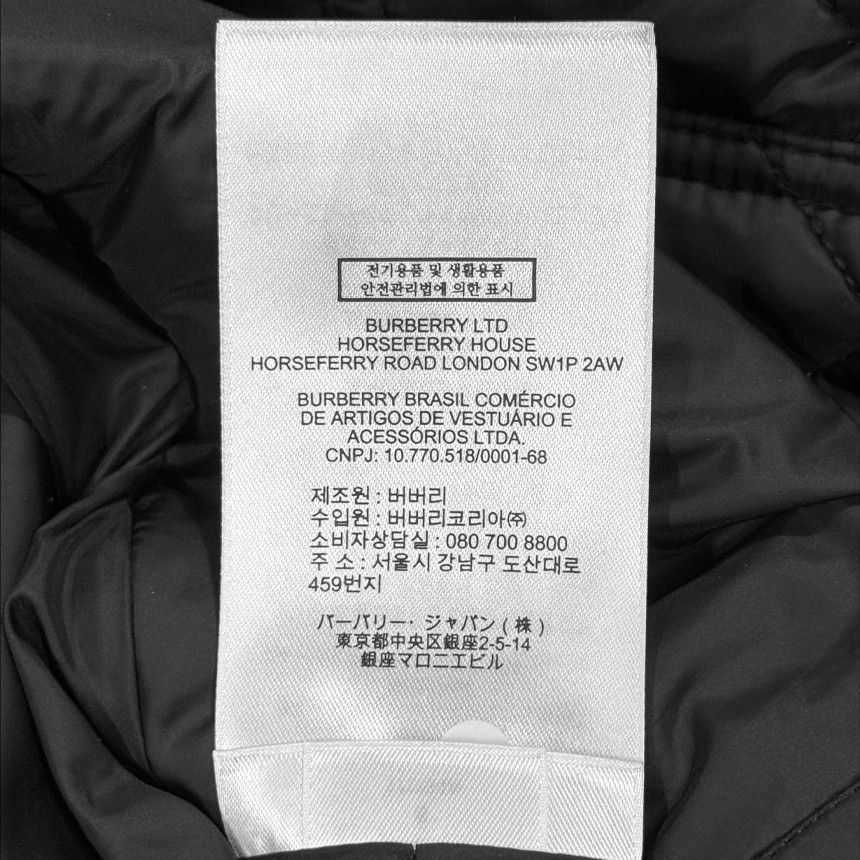 전기용품 및 생활용품
안전관리법에 의한 표시
BURBERRY LTD
HORSEFERRY HOUSE
HORSEFERRY ROAD LONDON SW1P 2AW
BURBERRY BRASIL COMÉRCIO
DE ARTIGOS DE VESTUÁRIO E
ACESSÓRIOS LTDA.
CNPJ: 10.770.518/0001-68
제조원 : 버버리
수입원 : 버버리코리아㈜
소비자상담실 : 080 700 8800
주 소 : 서울시 강남구 도산대로
459번지
バーバリー・ジャパン ( 株 )
東京都中央区銀座2-5-14
銀座マロニエビル